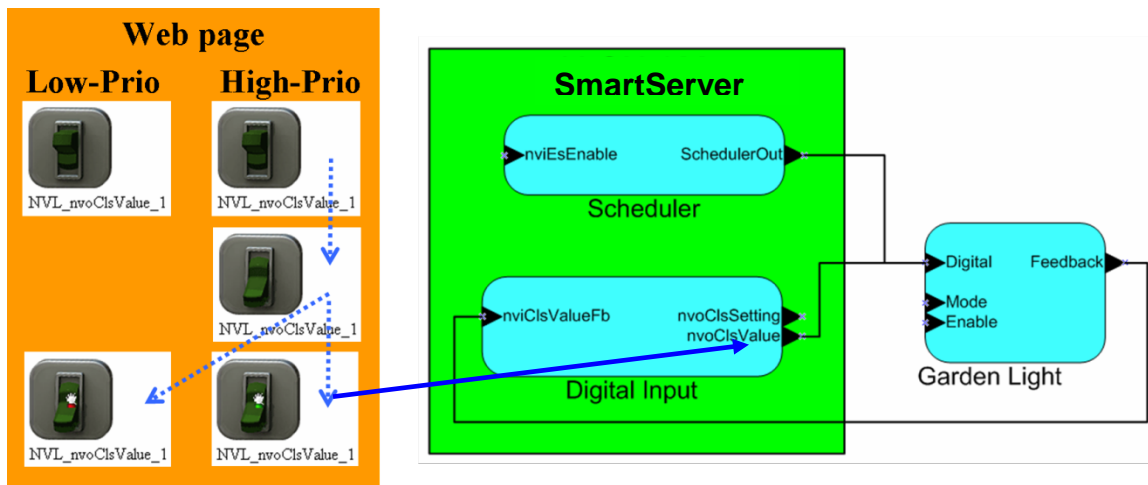 Web page
Low-Prio
High-Prio
NVL_nvoClsValue_1
NVL_nvoClsValue_1
NVL_nvoClsValue_1
NVL_nvoClsValue_1
NVL_nvoClsValue_1
SmartServer
nviEsEnable
SchedulerOut
Scheduler
nviClsValueFb
nvoClsSetting
nvoClsValue
Digital Input
Digital
Feedback
Mode
Enable
Garden Light